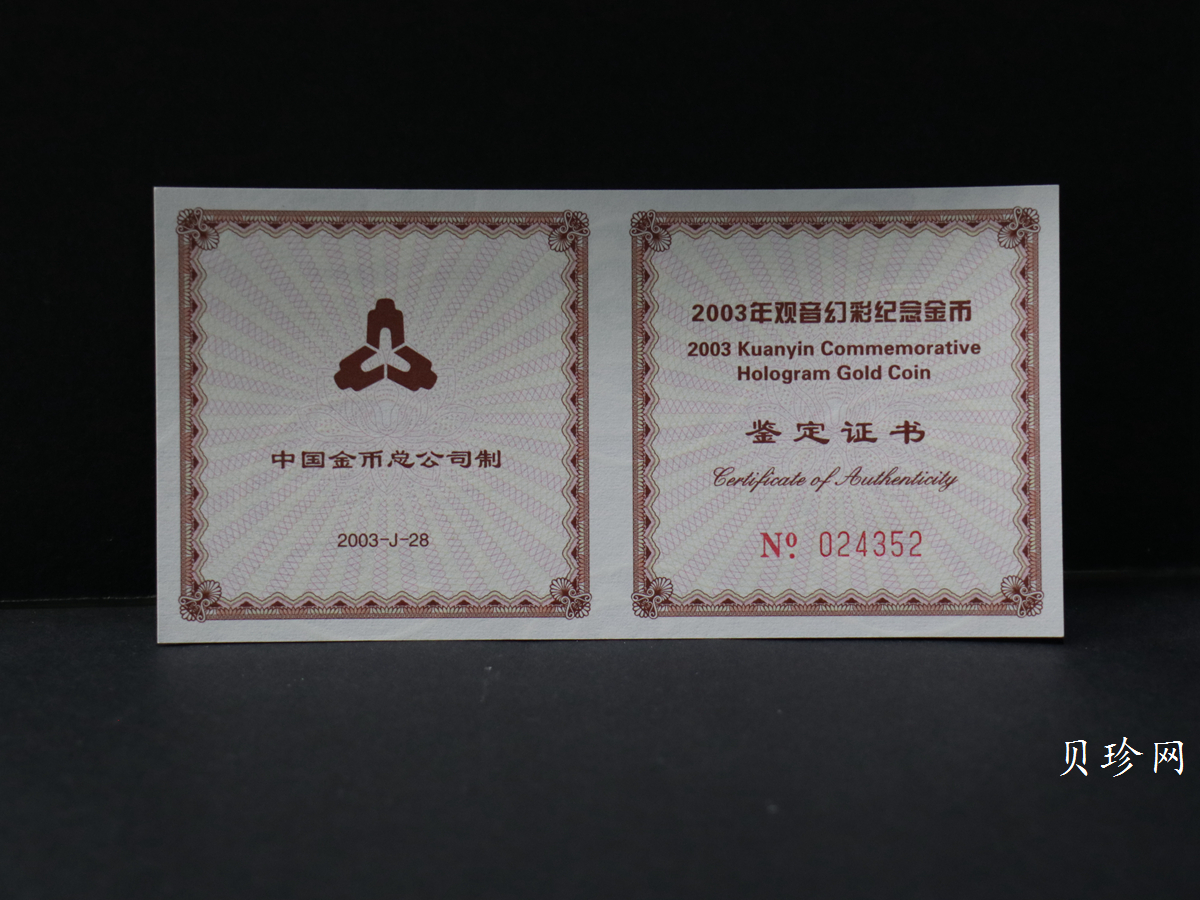 中国金币总公司制
2003-J-28
2003年观音幻彩纪念金币
2003 Kuanyin Commemorative
Hologram Gold Coin
鉴定证书
Certificate of Authenticity
Nº. 024352
贝珍网